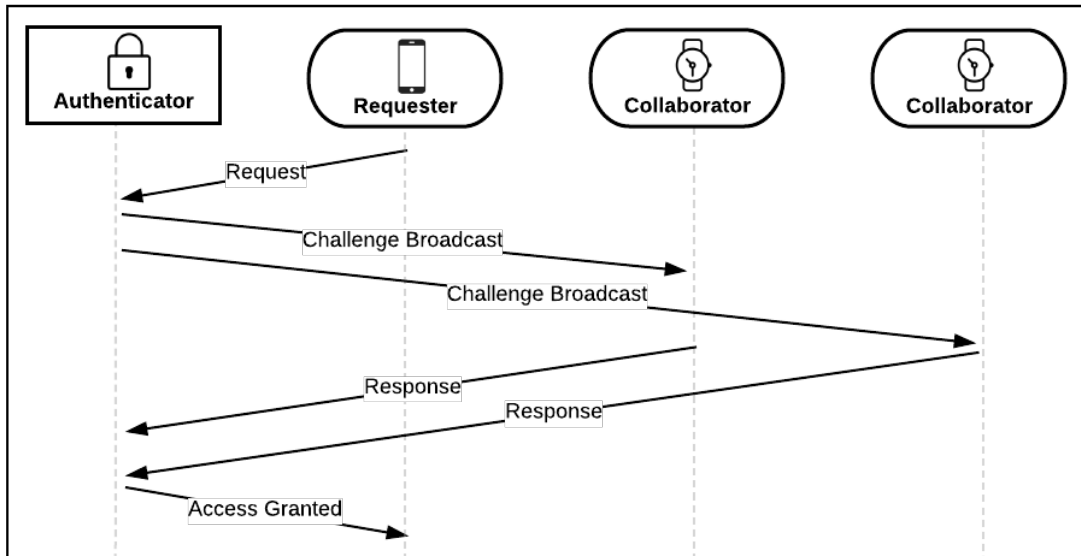 Authenticator
Requester
Collaborator
Collaborator
Request
Challenge Broadcast
Challenge Broadcast
Response
Response
Access Granted